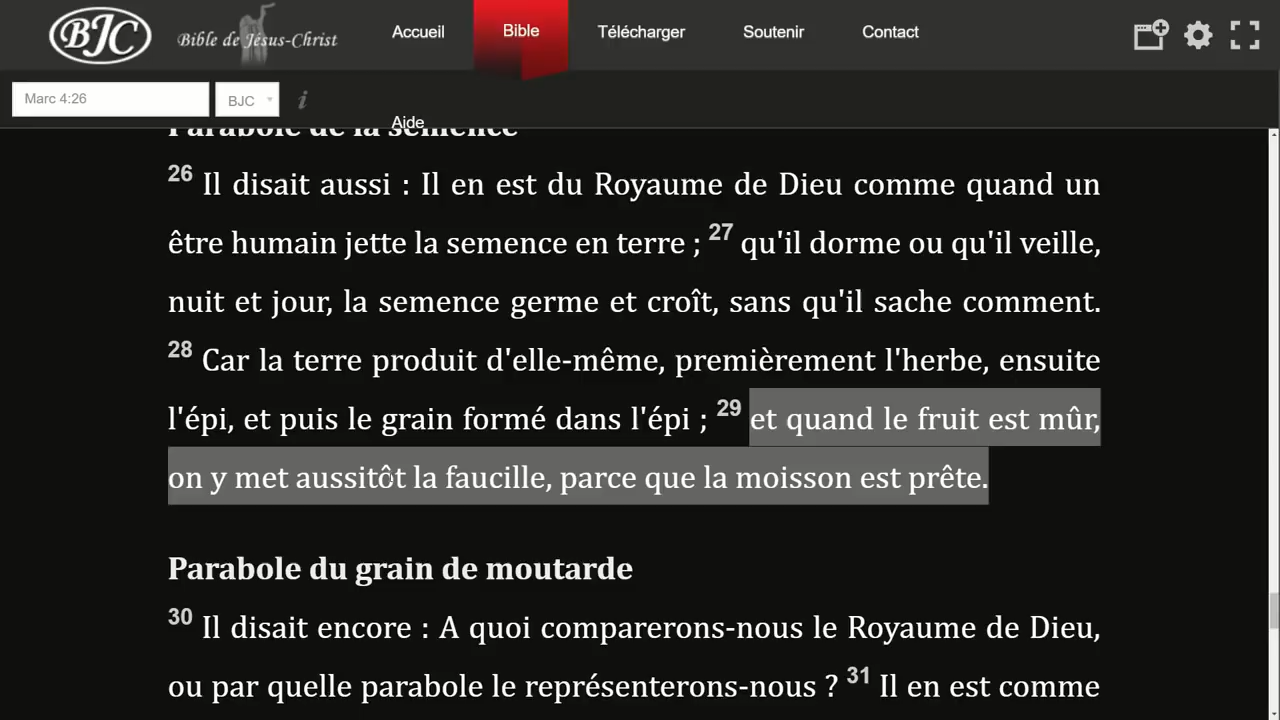 BJC
Bible de Jésus-Christ
Accueil
Bible
Télécharger
Soutenir
Contact
Marc 4:26
BJC
i
Aide
Parabole de la semence
26 Il disait aussi : Il en est du Royaume de Dieu comme quand un
être humain jette la semence en terre ; 27 qu'il dorme ou qu'il veille,
nuit et jour, la semence germe et croît, sans qu'il sache comment.
28 Car la terre produit d'elle-même, premièrement l'herbe, ensuite
l'épi, et puis le grain formé dans l'épi ; 29 et quand le fruit est mûr,
on y met aussitôt la faucille, parce que la moisson est prête.
Parabole du grain de moutarde
30 Il disait encore : A quoi comparerons-nous le Royaume de Dieu,
ou par quelle parabole le représenterons-nous ? 31 Il en est comme